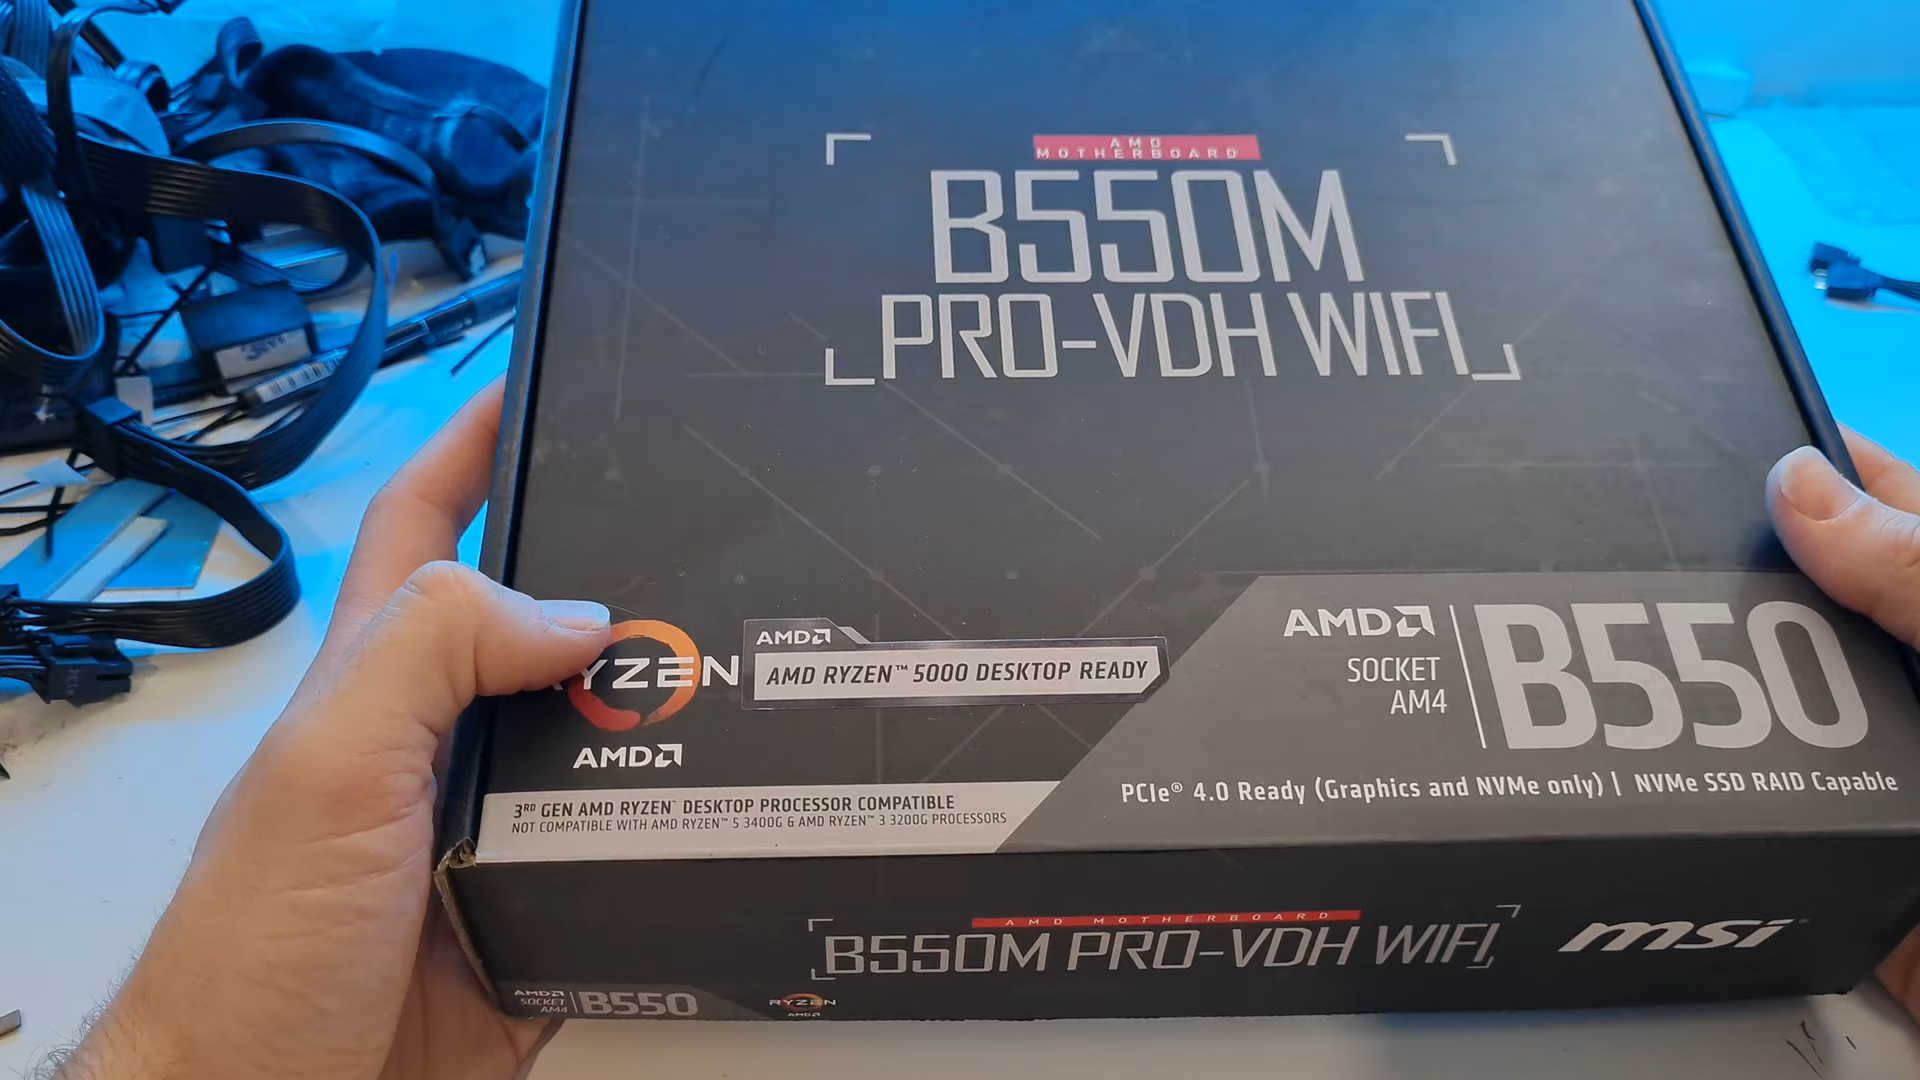 AMD
MOTHERBOARD
B550M
PRO-VDH WIFI
YZEN
AMD
AMD
AMD RYZEN™ 5000 DESKTOP READY
AMD
SOCKET
AM4
B550
PCIe® 4.0 Ready (Graphics and NVMe only) | NVMe SSD RAID Capable
3RD GEN AMD RYZEN™ DESKTOP PROCESSOR COMPATIBLE
NOT COMPATIBLE WITH AMD RYZEN™ 5 3400G & AMD RYZEN™ 3 3200G PROCESSORS
AMD MOTHERBOARD
B550M PRO-VDH WIFI
msi
AMD
SOCKET
AM4
B550
RYZEN
AMD
PCIe